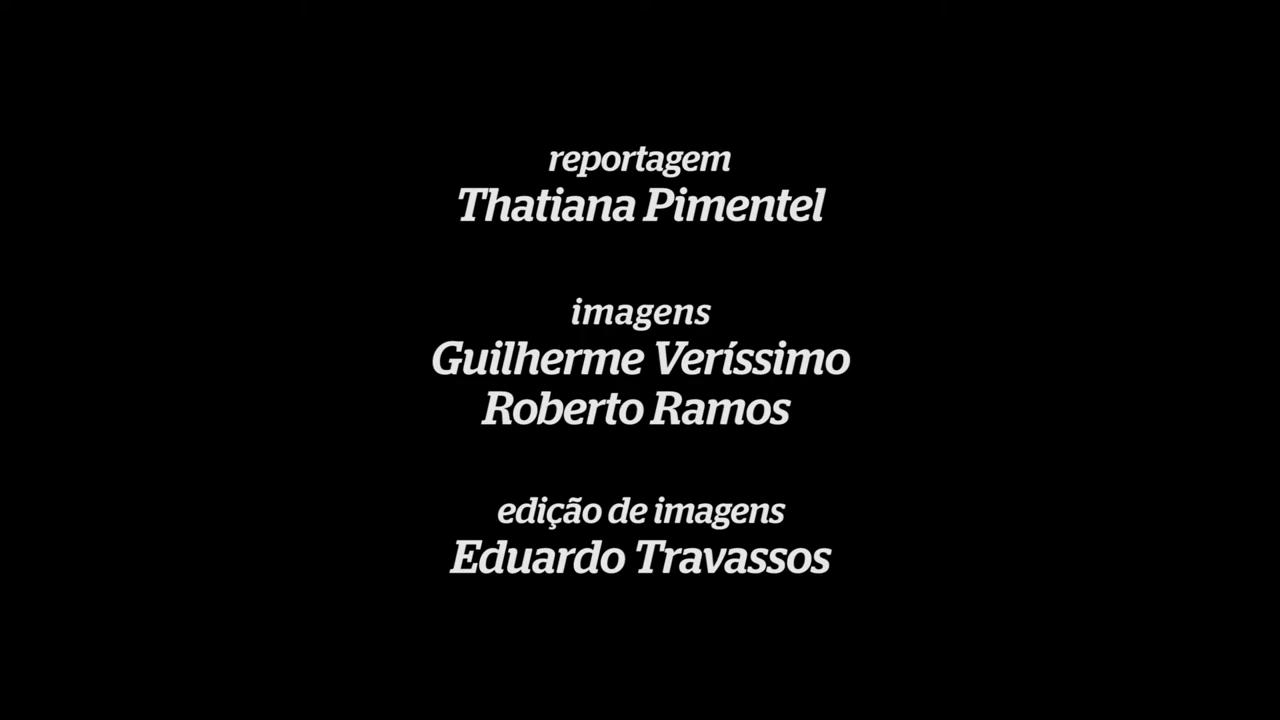 reportagem
Thatiana Pimentel
imagens
Guilherme Veríssimo
Roberto Ramos
edição de imagens
Eduardo Travassos